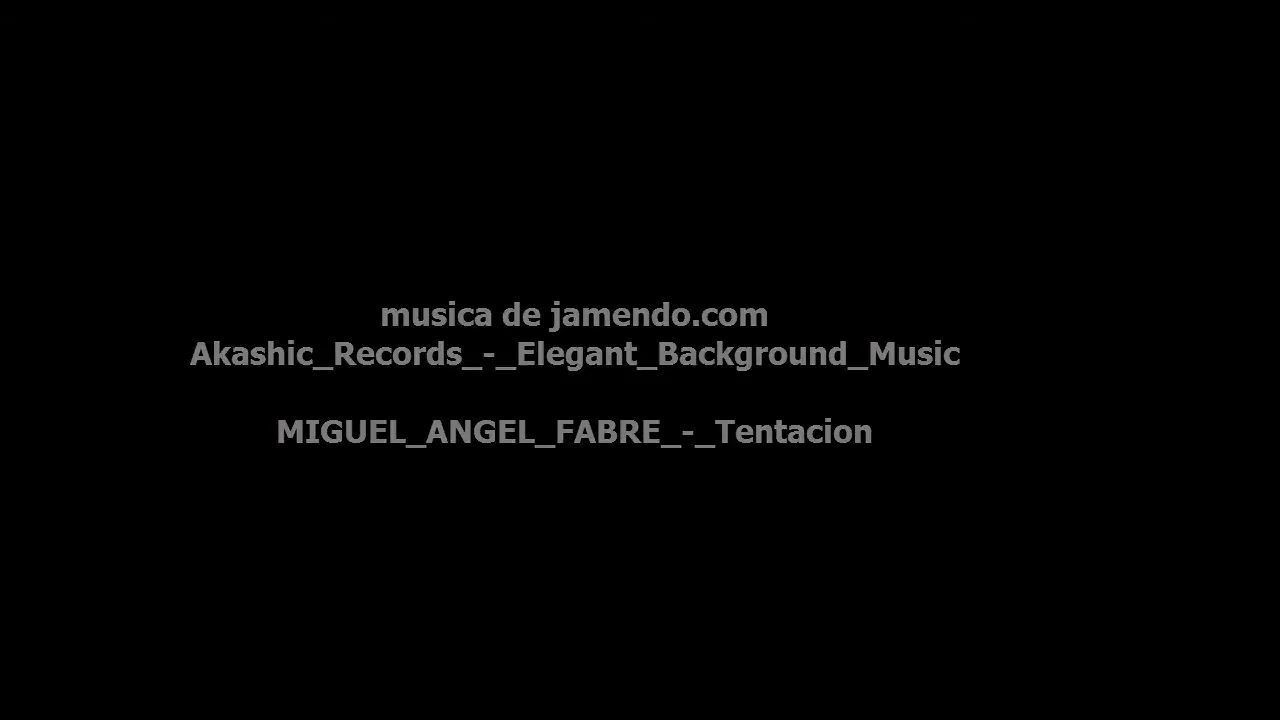 musica de jamendo.com
Akashic_Records_-_Elegant_Background_Music
MIGUEL_ANGEL_FABRE_-_Tentacion